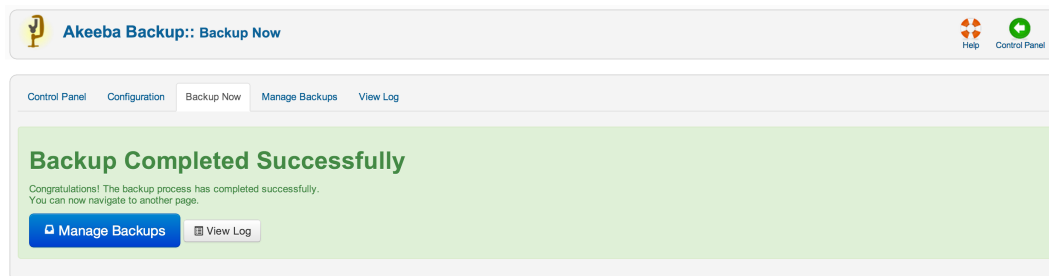 Akeeba Backup:: Backup Now
Help
Control Panel
Control Panel
Configuration
Backup Now
Manage Backups
View Log
Backup Completed Successfully
Congratulations! The backup process has completed successfully.
You can now navigate to another page.
Manage Backups
View Log